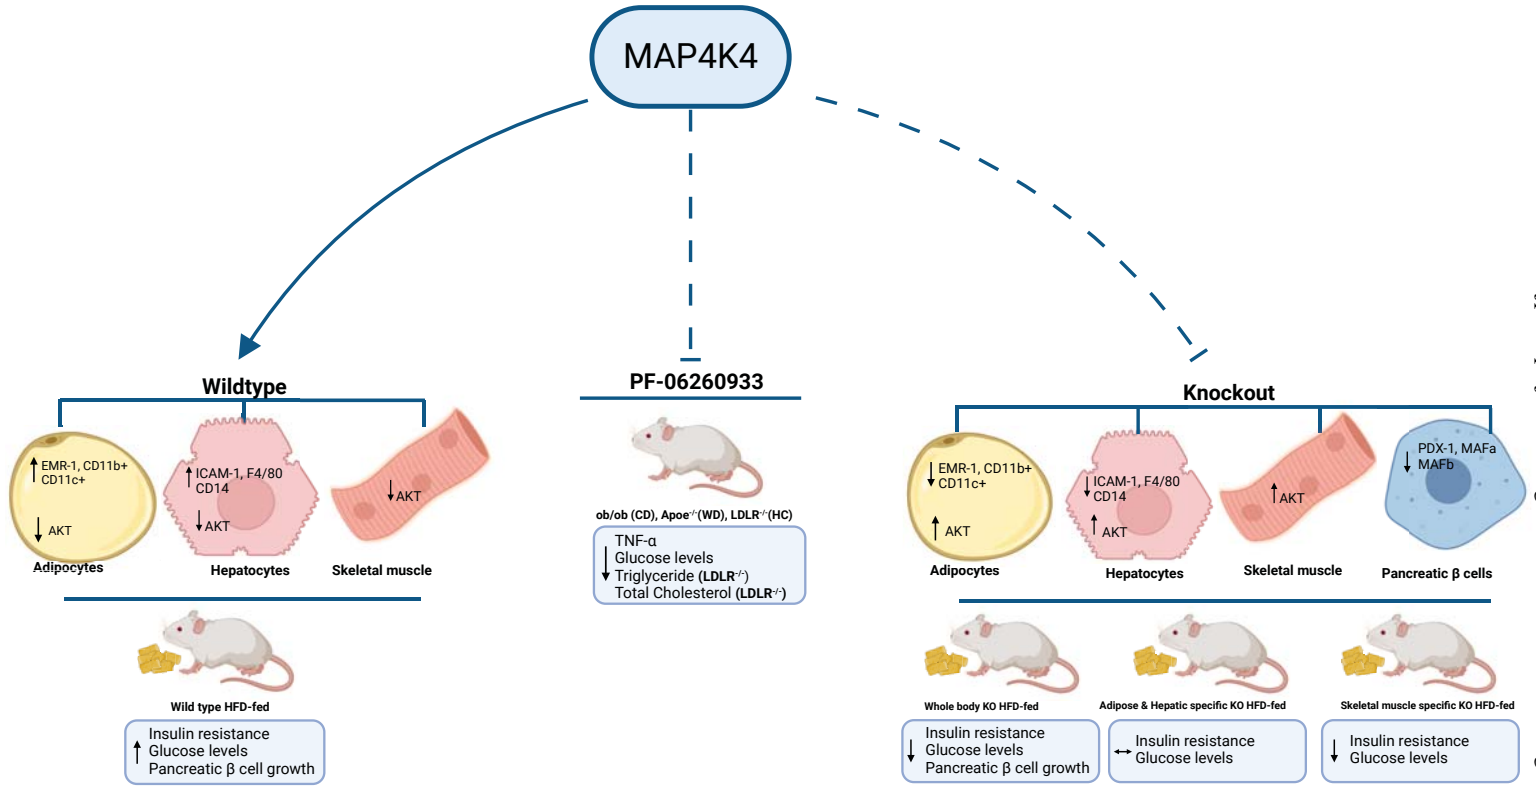 MAP4K4
Wildtype
EMR-1, CD11b+
CD11c+
AKT
Adipocytes
ICAM-1, F4/80
CD14
AKT
Hepatocytes
AKT
Skeletal muscle
Wild type HFD-fed
Insulin resistance
Glucose levels
Pancreatic β cell growth
PF-06260933
ob/ob (CD), Apoe⁻/⁻(WD), LDLR⁻/⁻(HC)
TNF-α
Glucose levels
Triglyceride (LDLR⁻/⁻)
Total Cholesterol (LDLR⁻/⁻)
Knockout
EMR-1, CD11b+
CD11c+
AKT
Adipocytes
ICAM-1, F4/80
CD14
AKT
Hepatocytes
AKT
Skeletal muscle
PDX-1, MAFa
MAFb
Pancreatic β cells
Whole body KO HFD-fed
Insulin resistance
Glucose levels
Pancreatic β cell growth
Adipose & Hepatic specific KO HFD-fed
Insulin resistance
Glucose levels
Skeletal muscle specific KO HFD-fed
Insulin resistance
Glucose levels